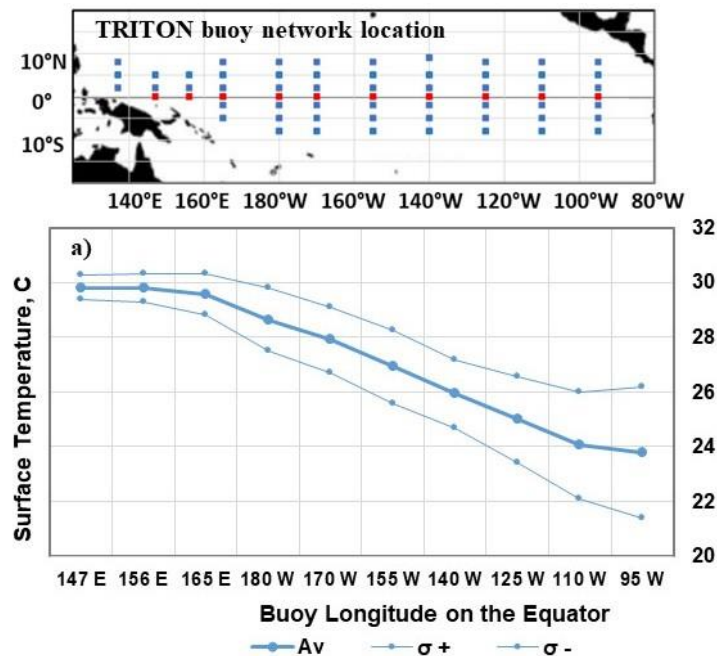 TRITON buoy network location
10°N
0°
10°S
140°E 160°E 180°W 160°W 140°W 120°W 100°W 80°W
a)
32
30
28
26
24
22
20
Surface Temperature, C
147 E 156 E 165 E 180 W 170 W 155 W 140 W 125 W 110 W 95 W
Buoy Longitude on the Equator
Av σ + σ -